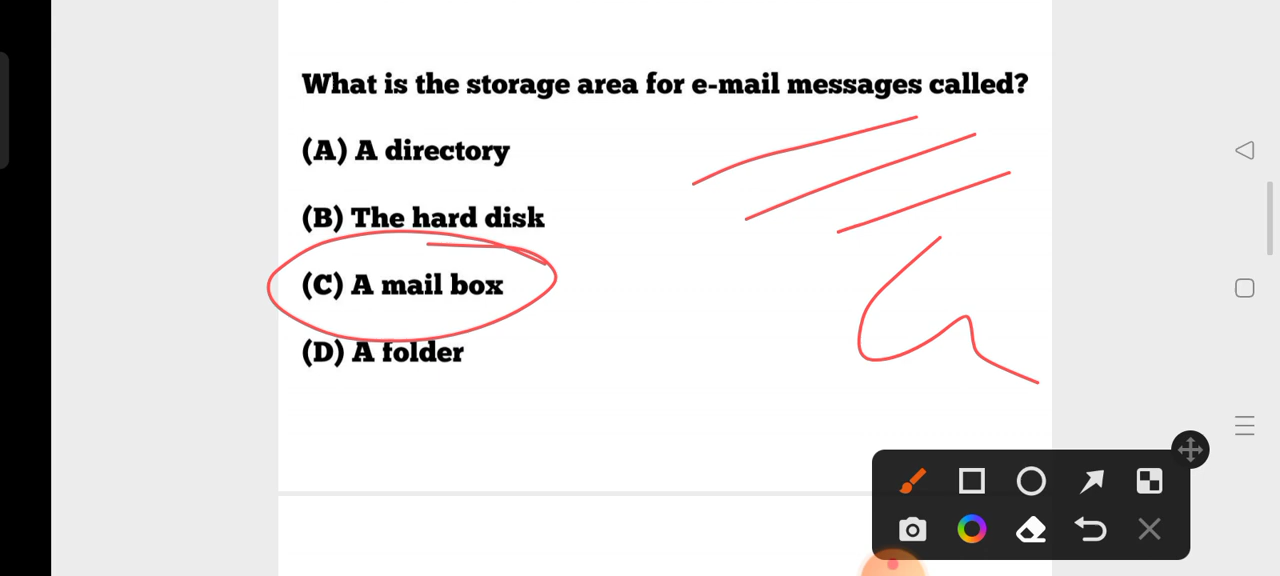 What is the storage area for e-mail messages called?
(A) A directory
(B) The hard disk
(C) A mail box
(D) A folder